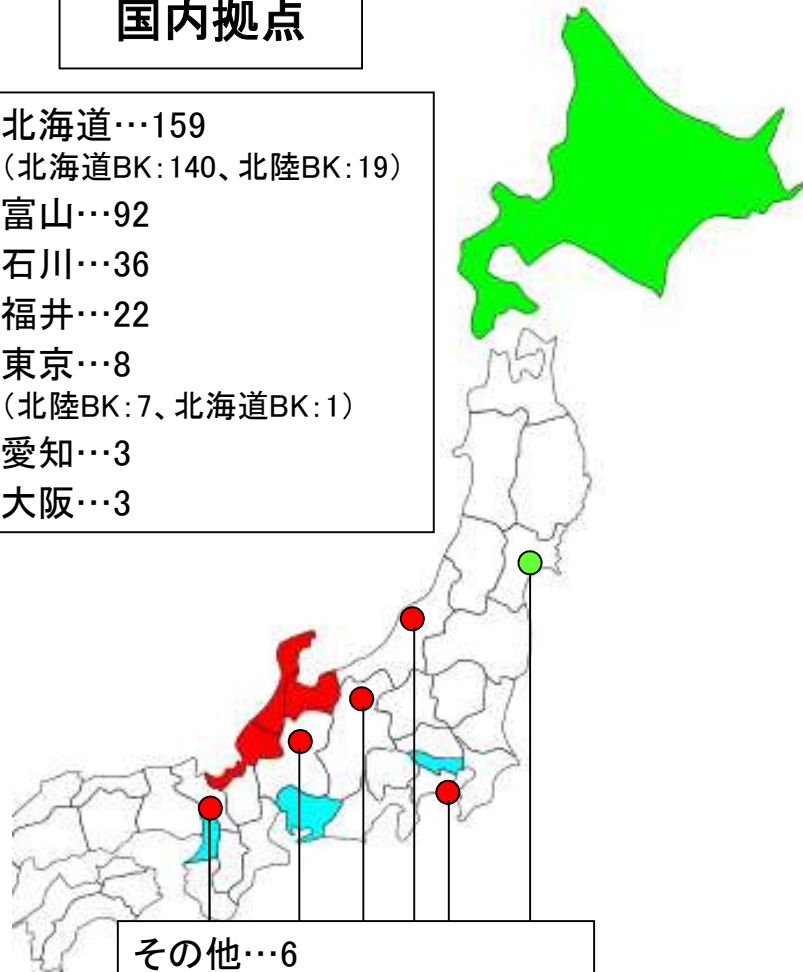 国内拠点
北海道…159
（北海道BK：140、北陸BK：19）
富山…92
石川…36
福井…22
東京…8
（北陸BK：7、北海道BK：1）
愛知…3
大阪…3
その他…6